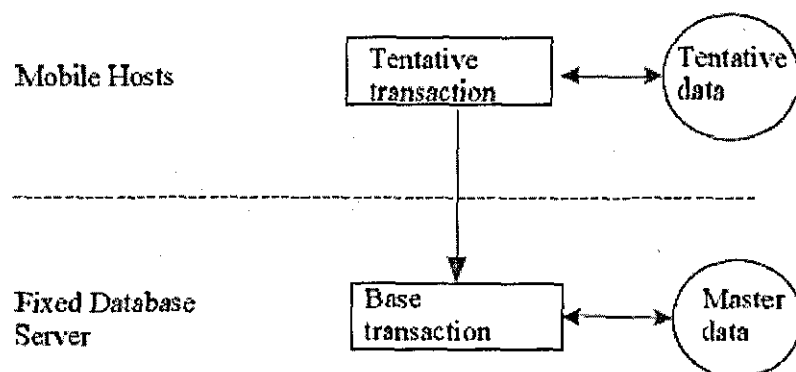 Mobile Hosts
Tentative
transaction
Tentative
data
Fixed Database
Server
Base
transaction
Master
data